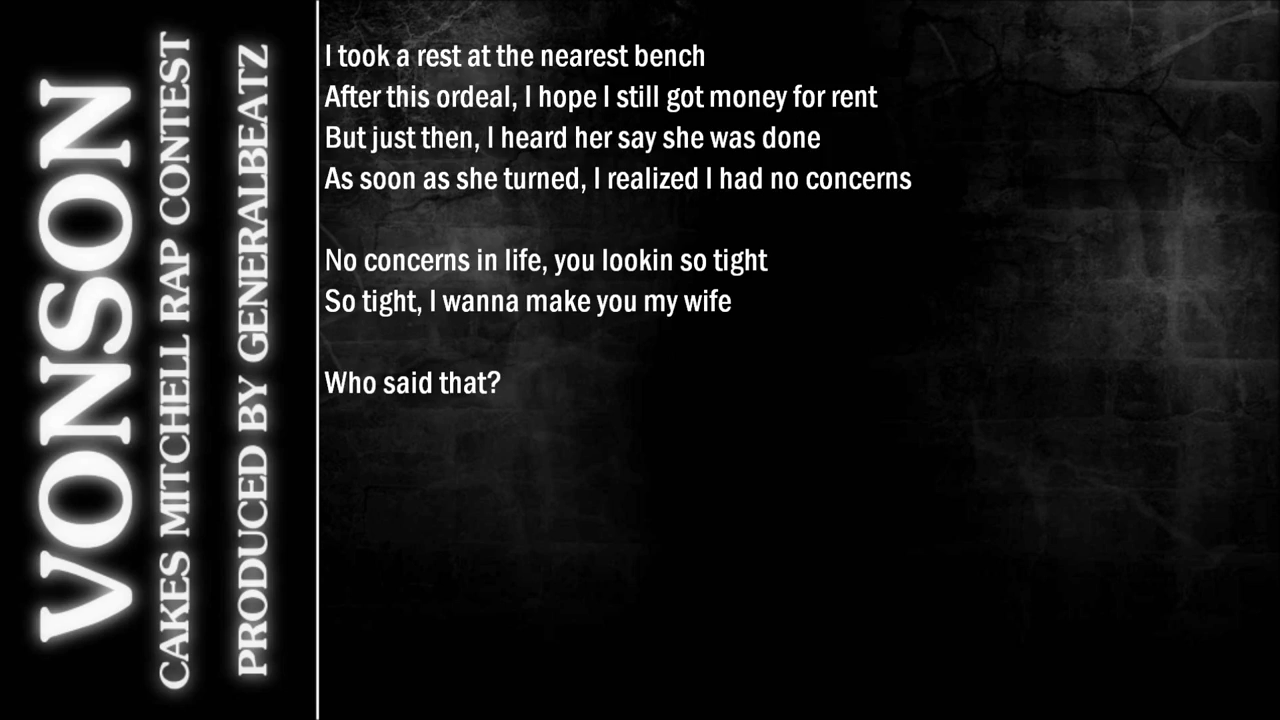 VONSON
CAKES MITCHELL RAP CONTEST
PRODUCED BY GENERALBEATZ
I took a rest at the nearest bench
After this ordeal, I hope I still got money for rent
But just then, I heard her say she was done
As soon as she turned, I realized I had no concerns
No concerns in life, you lookin so tight
So tight, I wanna make you my wife
Who said that?